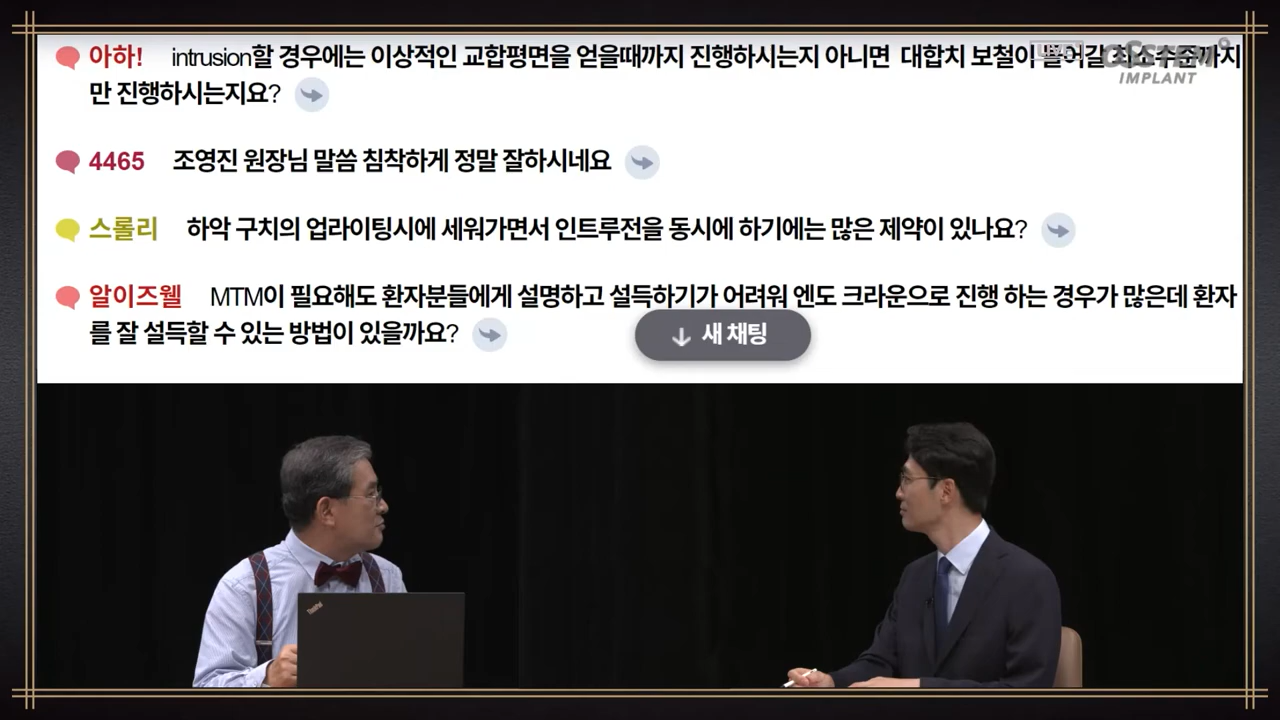 아하! intrusion할 경우에는 이상적인 교합평면을 얻을때까지 진행하시는지 아니면 대합치 보철이 들어갈 최소수준까지
만 진행하시는지요?
LIVE
OSSTEM
IMPLANT
4465 조영진 원장님 말씀 침착하게 정말 잘하시네요
스롤리 하악 구치의 업라이팅시에 세워가면서 인트루전을 동시에 하기에는 많은 제약이 있나요?
알이즈웰 MTM이 필요해도 환자분들에게 설명하고 설득하기가 어려워 엔도 크라운으로 진행 하는 경우가 많은데 환자
를 잘 설득할 수 있는 방법이 있을까요?
새 채팅
ThinkPad